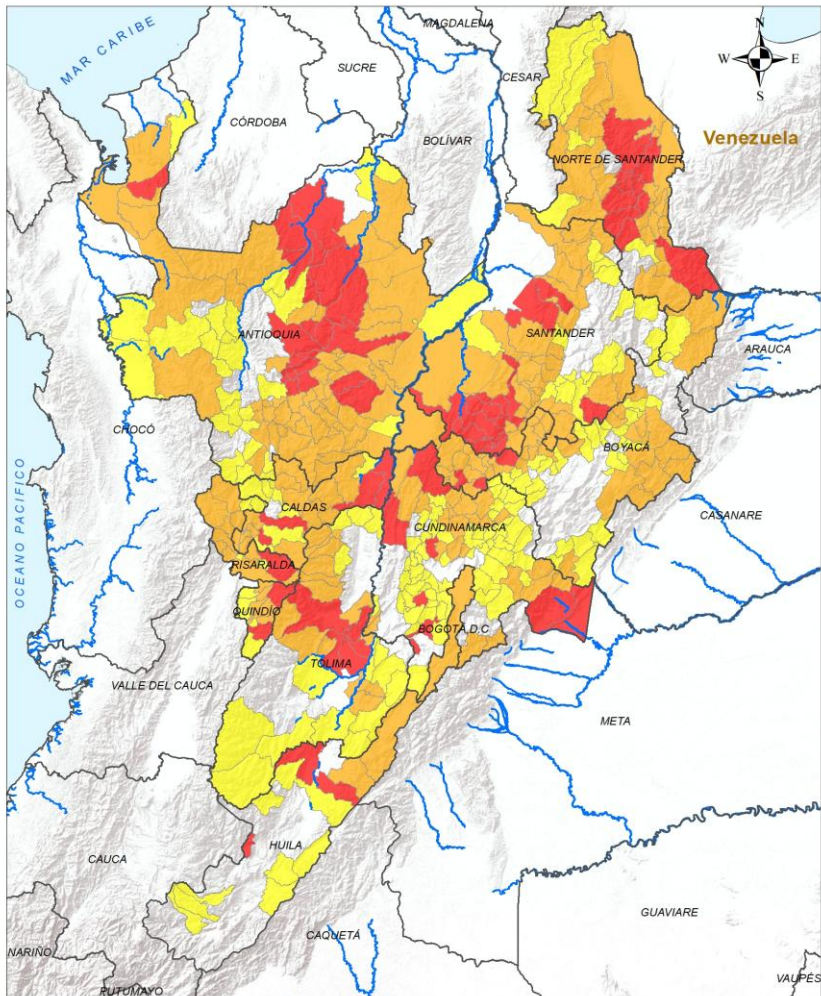 MAGDALENA
N
MAR CARIBE
W
E
SUCRE
CESAR
S
CÓRDOBA
BOLÍVAR
Venezuela
NORTE DE SANTANDER
ANTIOQUIA
SANTANDER
ARAUCA
CHOCÓ
BOYACÁ
OCEANO PACIFICO
CALDAS
CUNDINAMARCA
CASANARE
RISARALDA
QUINDÍO
BOGOTÁ D.C
TOLIMA
VALLE DEL CAUCA
META
HUILA
CAUCA
GUAVIARE
CAQUETÁ
NARIÑO
VAUPÉS
PUTUMAYO